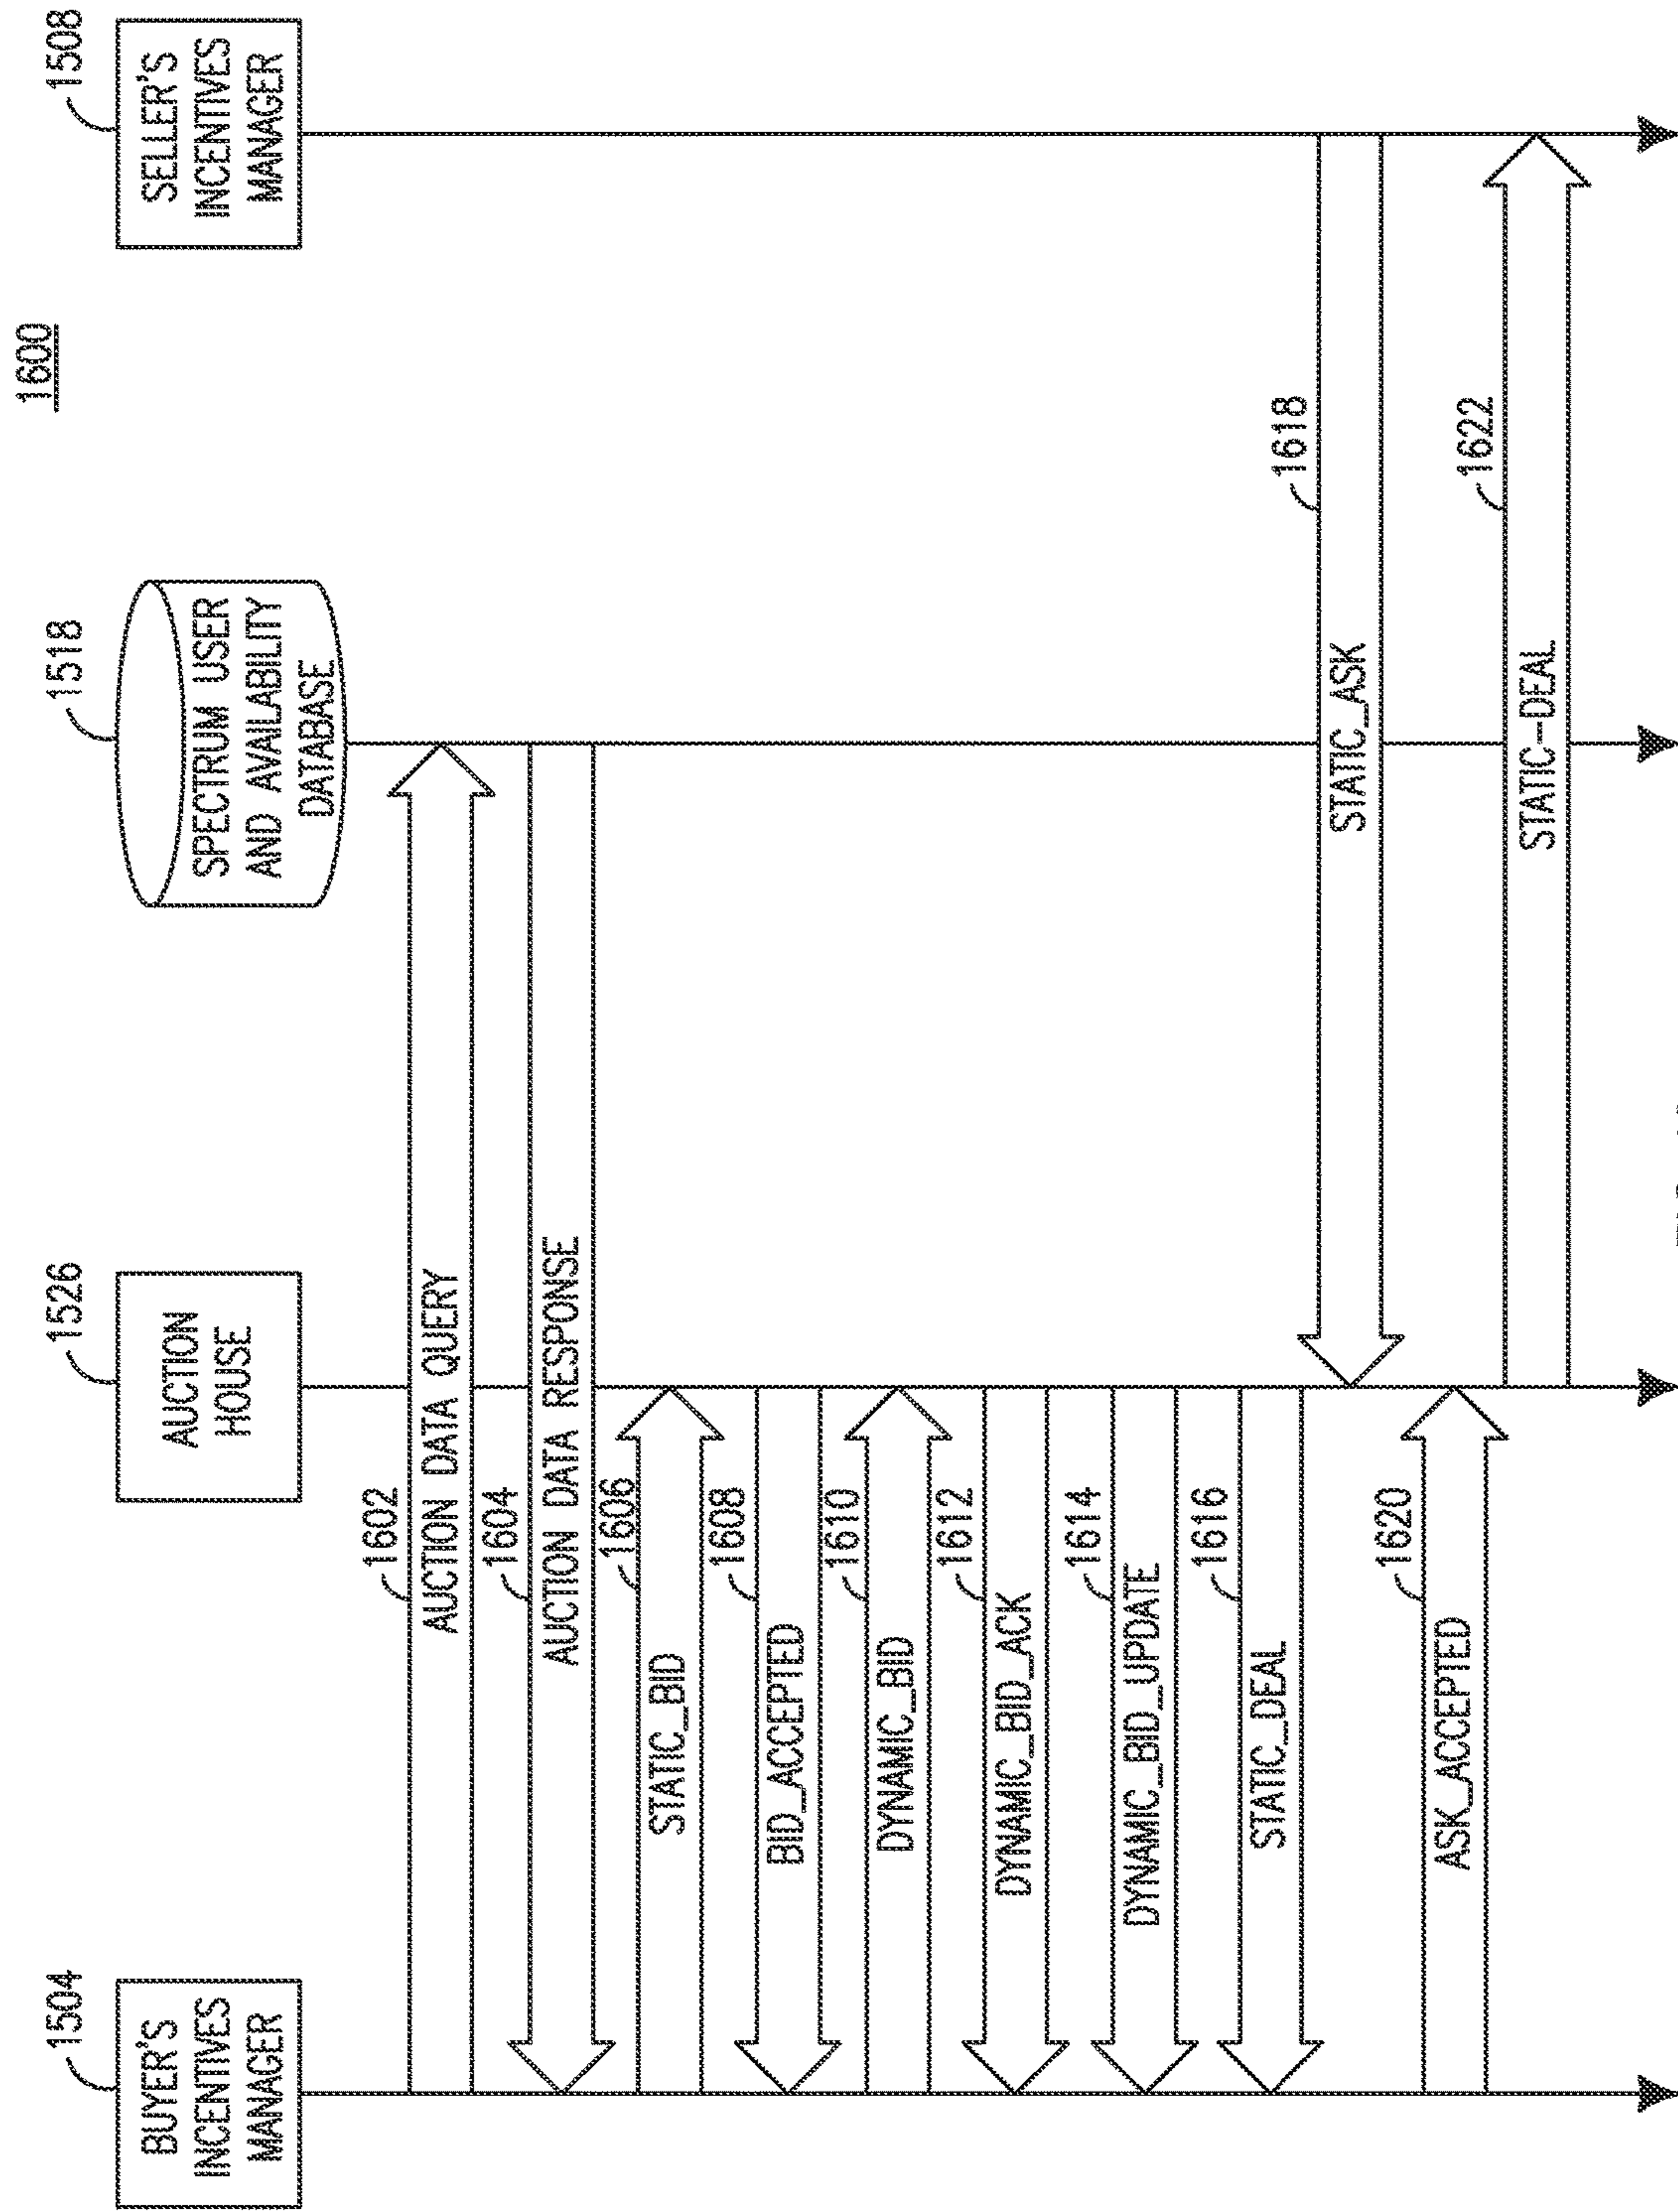 1600
1504
BUYER'S
INCENTIVES
MANAGER
1526
AUCTION
HOUSE
1518
SPECTRUM USER
AND AVAILABILITY
DATABASE
1508
SELLER'S
INCENTIVES
MANAGER
1602
AUCTION DATA QUERY
1604
AUCTION DATA RESPONSE
1606
STATIC_BID
1608
BID_ACCEPTED
1610
DYNAMIC_BID
1612
DYNAMIC_BID_ACK
1614
DYNAMIC_BID_UPDATE
1616
STATIC_DEAL
1618
STATIC_ASK
1620
ASK_ACCEPTED
1622
STATIC-DEAL